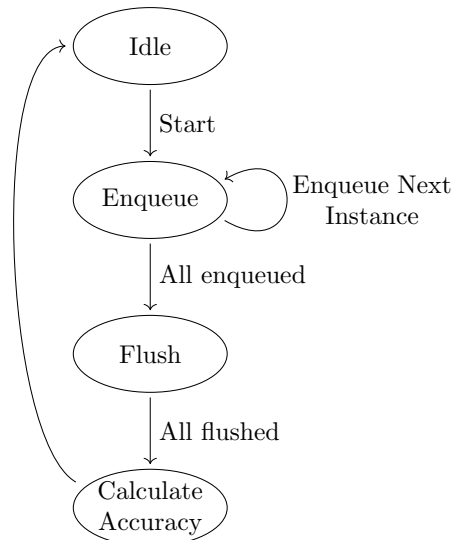 Idle
Start
Enqueue
Enqueue Next
Instance
All enqueued
Flush
All flushed
Calculate
Accuracy